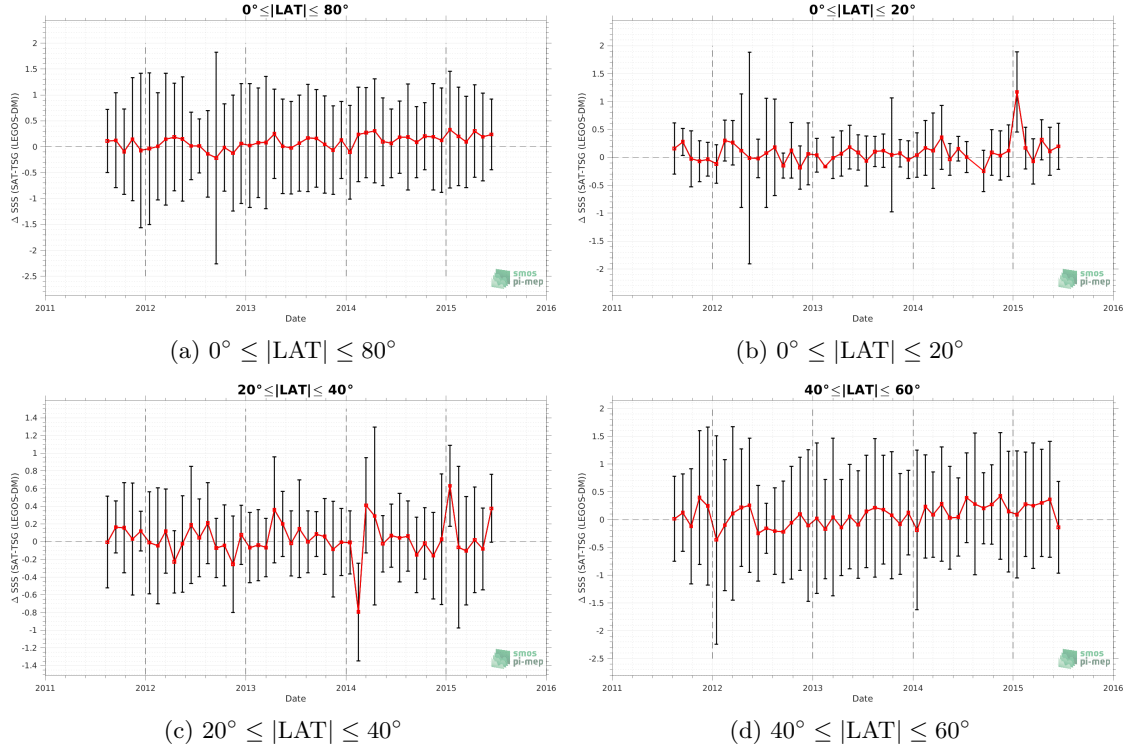 0°≤|LAT|≤ 80°
Δ SSS (SAT-TSG (LEGOS-DM))
2
1.5
1
0.5
0
-0.5
-1
-1.5
-2
-2.5
2011
2012
2013
2014
2015
2016
Date
smos
pi-mep
(a) 0° ≤ |LAT| ≤ 80°
0°≤|LAT|≤ 20°
Δ SSS (SAT-TSG (LEGOS-DM))
2
1.5
1
0.5
0
-0.5
-1
-1.5
-2
2011
2012
2013
2014
2015
2016
Date
smos
pi-mep
(b) 0° ≤ |LAT| ≤ 20°
20°≤|LAT|≤ 40°
Δ SSS (SAT-TSG (LEGOS-DM))
1.4
1.2
1
0.8
0.6
0.4
0.2
0
-0.2
-0.4
-0.6
-0.8
-1
-1.2
-1.4
2011
2012
2013
2014
2015
2016
Date
smos
pi-mep
(c) 20° ≤ |LAT| ≤ 40°
40°≤|LAT|≤ 60°
Δ SSS (SAT-TSG (LEGOS-DM))
2
1.5
1
0.5
0
-0.5
-1
-1.5
-2
-2.5
2011
2012
2013
2014
2015
2016
Date
smos
pi-mep
(d) 40° ≤ |LAT| ≤ 60°